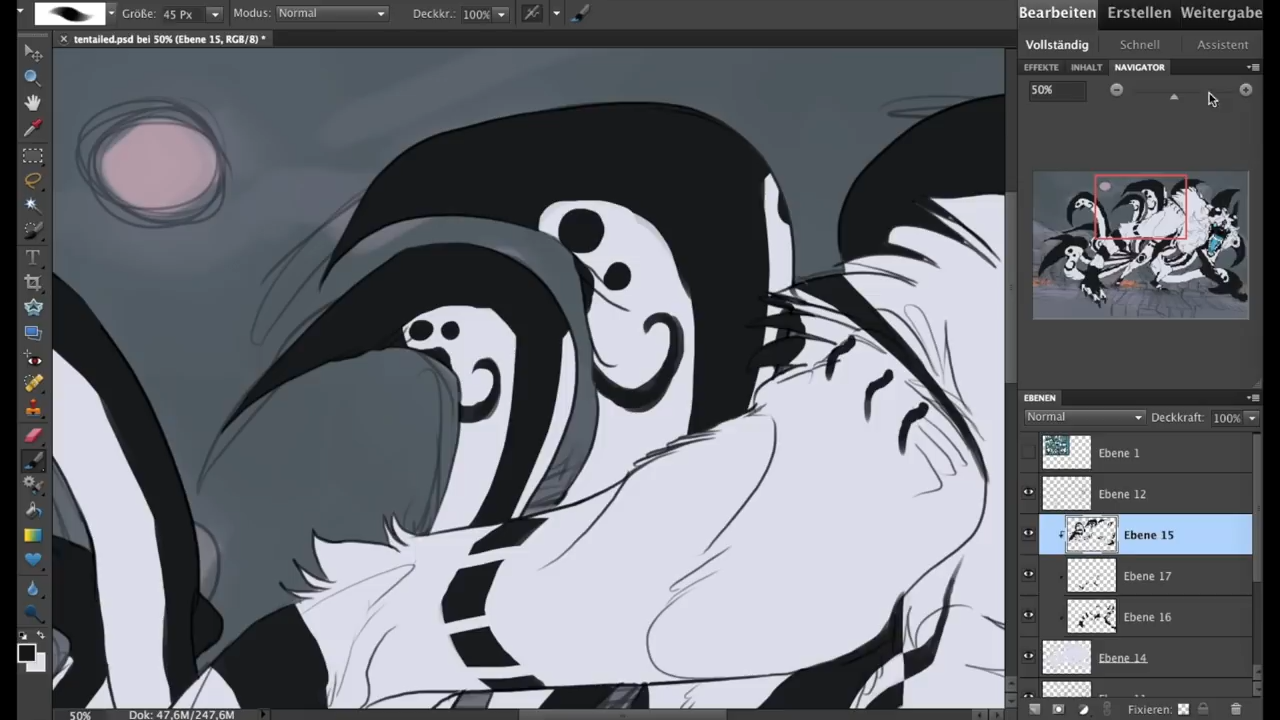 Größe: 45 Px Modus: Normal Deckkr.: 100% Bearbeiten Erstellen Weitergabe
tentailed.psd bei 50% (Ebene 15, RGB/8) * Vollständig Schnell Assistent
EFFEKTE INHALT NAVIGATOR
50%
EBENEN
Normal Deckkraft: 100%
Ebene 1
Ebene 12
Ebene 15
Ebene 17
Ebene 16
Ebene 14
50% Dok: 47,6M/247,6M Fixieren: